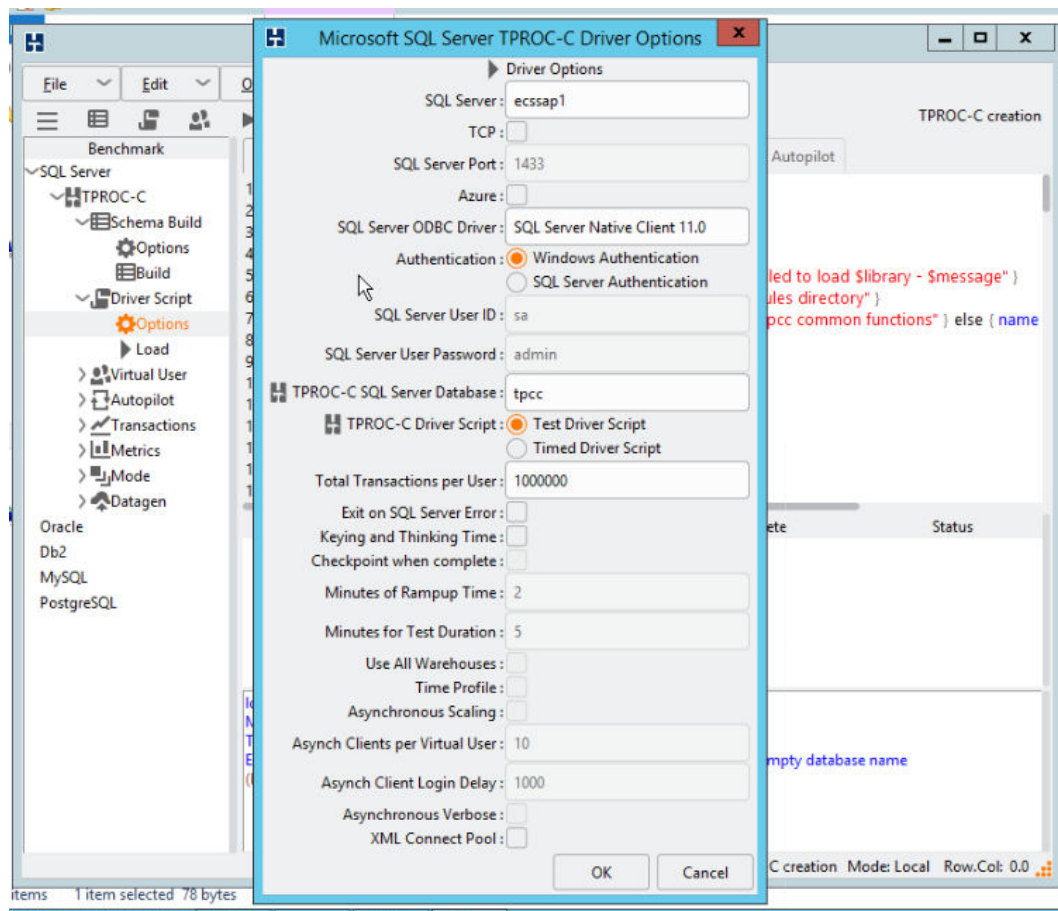 Microsoft SQL Server TPROC-C Driver Options x
File Edit
TPROC-C creation
Benchmark
SQL Server
TPROC-C
Schema Build
Options
Build
Driver Script
Options
Load
Virtual User
Autopilot
Transactions
Metrics
Mode
Datagen
Oracle
Db2
MySQL
PostgreSQL
Driver Options
SQL Server : ecssap1
TCP :
SQL Server Port : 1433
Azure :
SQL Server ODBC Driver : SQL Server Native Client 11.0
Authentication : Windows Authentication
SQL Server Authentication
SQL Server User ID : sa
SQL Server User Password : admin
TPROC-C SQL Server Database : tpcc
TPROC-C Driver Script : Test Driver Script
Timed Driver Script
Total Transactions per User : 1000000
Exit on SQL Server Error :
Keying and Thinking Time :
Checkpoint when complete :
Minutes of Rampup Time : 2
Minutes for Test Duration : 5
Use All Warehouses :
Time Profile :
Asynchronous Scaling :
Asynch Clients per Virtual User : 10
Asynch Client Login Delay : 1000
Asynchronous Verbose :
XML Connect Pool :
OK Cancel
Autopilot
led to load $library - $message" }
ules directory" }
pcc common functions" } else { name
ete Status
mpty database name
C creation Mode: Local Row.Col: 0.0
items 1 item selected 78 bytes